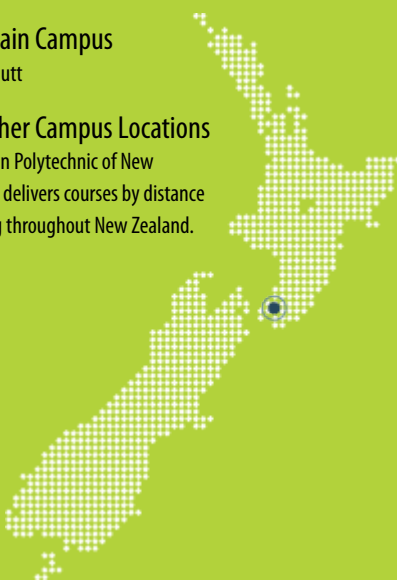 ain Campus
utt
her Campus Locations
n Polytechnic of New
delivers courses by distance
g throughout New Zealand.